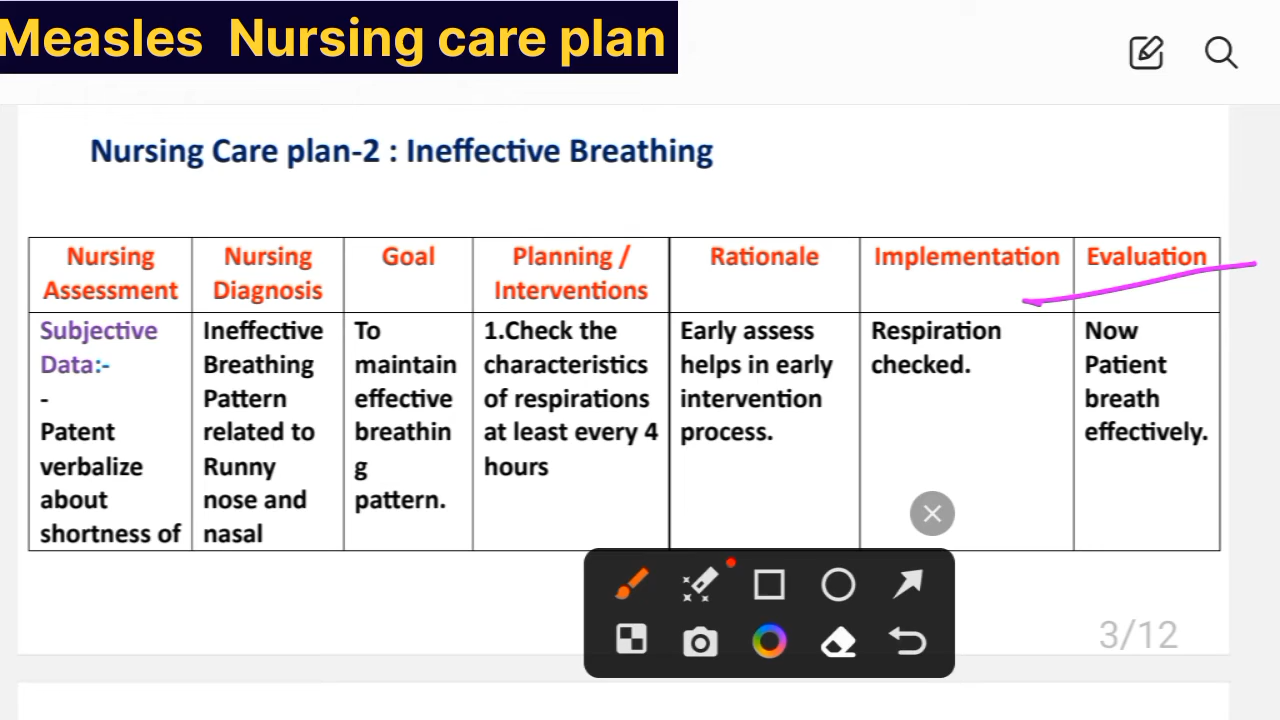 Measles Nursing care plan
Nursing Care plan-2 : Ineffective Breathing
Nursing
Assessment
Nursing
Diagnosis
Goal
Planning /
Interventions
Rationale
Implementation
Evaluation
Subjective
Data:-
-
Patent
verbalize
about
shortness of
Ineffective
Breathing
Pattern
related to
Runny
nose and
nasal
To
maintain
effective
breathin
g
pattern.
1.Check the
characteristics
of respirations
at least every 4
hours
Early assess
helps in early
intervention
process.
Respiration
checked.
Now
Patient
breath
effectively.
3/12